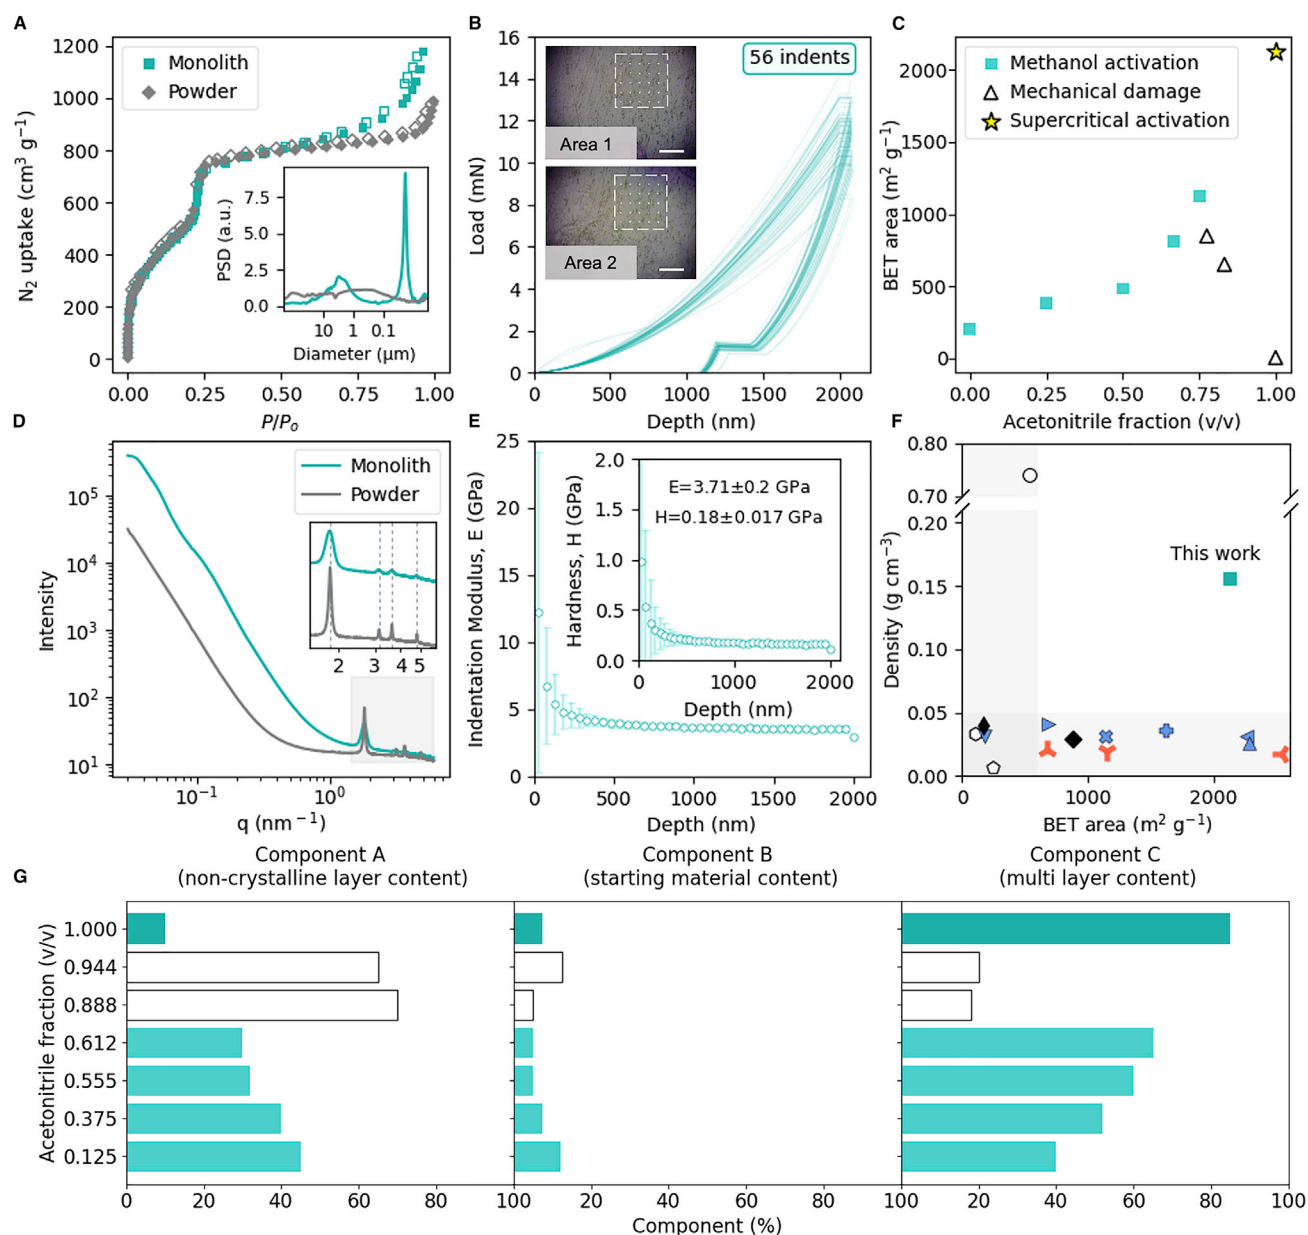 A
1200
1000
800
600
400
200
0
N2 uptake (cm3 g−1)
Monolith
Powder
7.5
5.0
2.5
0.0
PSD (a.u.)
10 1 0.1
Diameter (μm)
0.00 0.25 0.50 0.75 1.00
P/Po
B
16
14
12
10
8
6
4
2
0
Load (mN)
56 indents
Area 1
Area 2
0 500 1000 1500 2000
Depth (nm)
C
2000
1500
1000
500
0
BET area (m2 g−1)
Methanol activation
Mechanical damage
Supercritical activation
0.00 0.25 0.50 0.75 1.00
Acetonitrile fraction (v/v)
D
105
104
103
102
101
Intensity
Monolith
Powder
2 3 4 5
10−1 100 101
q (nm−1)
E
25
20
15
10
5
0
Indentation Modulus, E (GPa)
2.0
1.5
1.0
0.5
0.0
Hardness, H (GPa)
E=3.71±0.2 GPa
H=0.18±0.017 GPa
0 1000 2000
Depth (nm)
0 500 1000 1500 2000
Depth (nm)
F
0.80
0.70
0.20
0.15
0.10
0.05
0.00
Density (g cm−3)
This work
0 1000 2000
BET area (m2 g−1)
G
Component A
(non-crystalline layer content)
Component B
(starting material content)
Component C
(multi layer content)
Acetonitrile fraction (v/v)
1.000
0.944
0.888
0.612
0.555
0.375
0.125
0 20 40 60 80 100 20 40 60 80 100 20 40 60 80 100
Component (%)